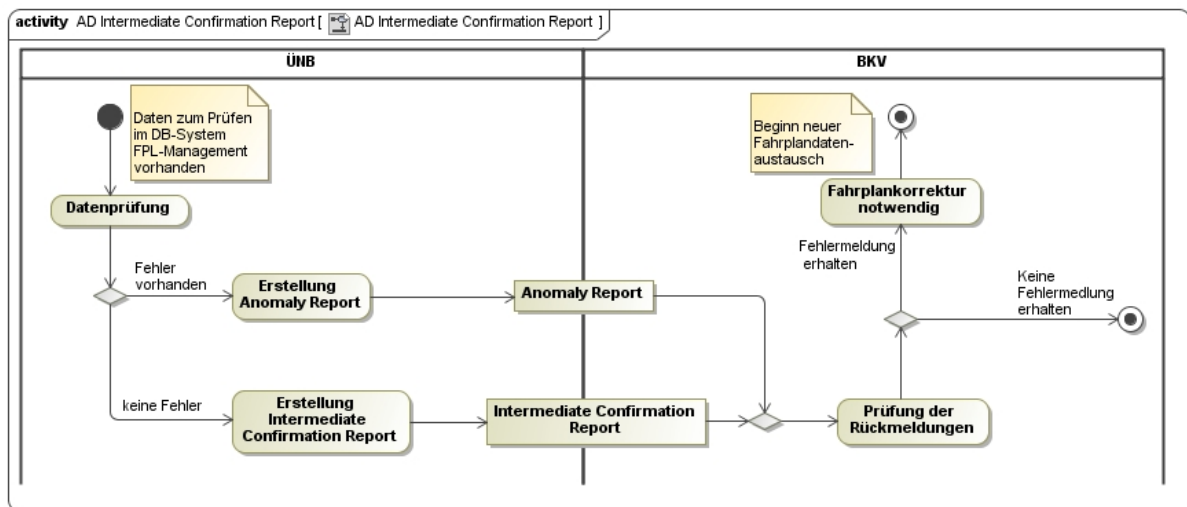 activity AD Intermediate Confirmation Report [ AD Intermediate Confirmation Report ]
ÜNB
BKV
Daten zum Prüfen
im DB-System
FPL-Management
vorhanden
Beginn neuer
Fahrplandaten-
austausch
Datenprüfung
Fahrplankorrektur
notwendig
Fehlermeldung
erhalten
Fehler
vorhanden
Erstellung
Anomaly Report
Anomaly Report
Keine
Fehlermedlung
erhalten
keine Fehler
Erstellung
Intermediate
Confirmation Report
Intermediate Confirmation
Report
Prüfung der
Rückmeldungen